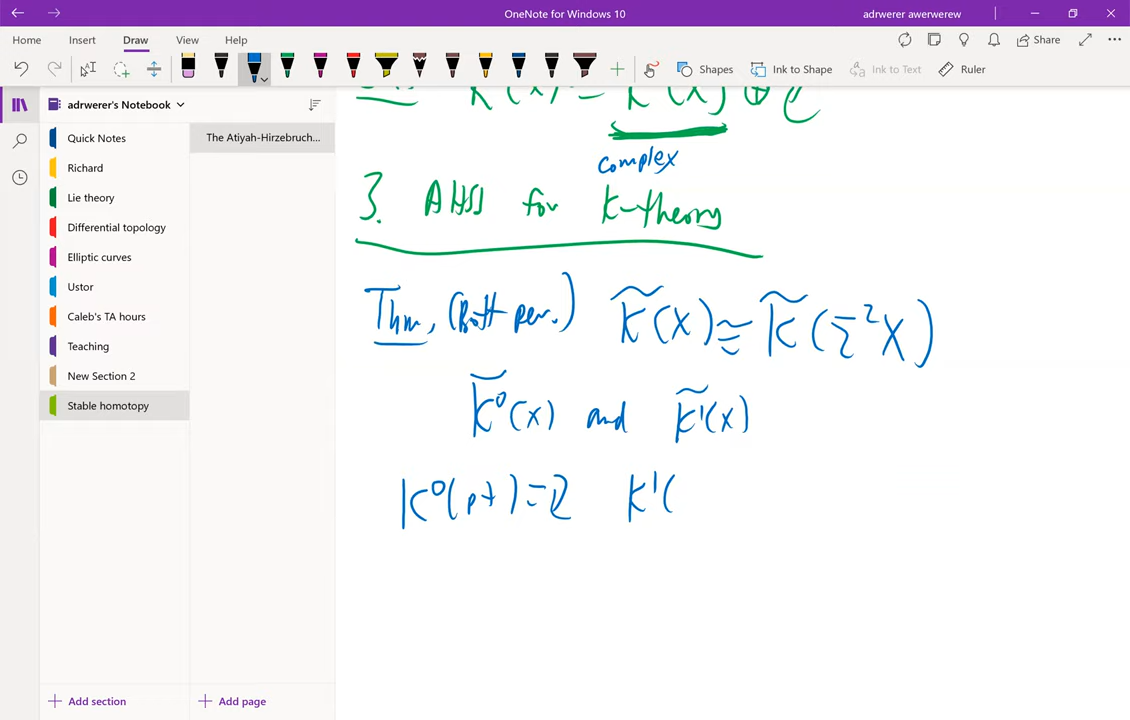 OneNote for Windows 10
adrwerer awerwerew
Home Insert Draw View Help
Share
Shapes
Ink to Shape
Ink to Text
Ruler
adrwerer's Notebook
Quick Notes
Richard
Lie theory
Differential topology
Elliptic curves
Ustor
Caleb's TA hours
Teaching
New Section 2
Stable homotopy
Add section
The Atiyah-Hirzebruch...
Add page
K(X) = K̃(X) ⊕ ℤ
complex
3. AHSS for K-theory
Thm. (Bott per.) K̃(X) ≅ K̃(Σ²X)
K̃⁰(X) and K̃¹(X)
K⁰(pt) = ℤ K¹(